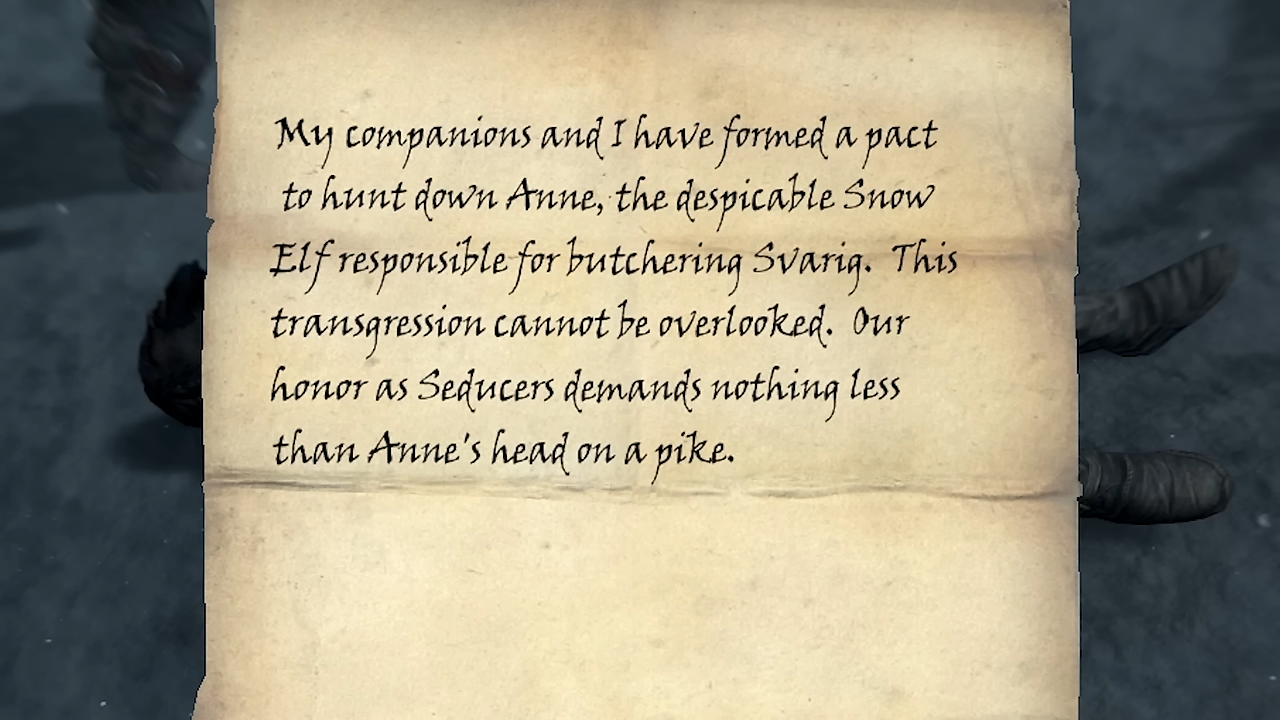 My companions and I have formed a pact
to hunt down Anne, the despicable Snow
Elf responsible for butchering Svarig.  This
transgression cannot be overlooked.  Our
honor as Seducers demands nothing less
than Anne's head on a pike.